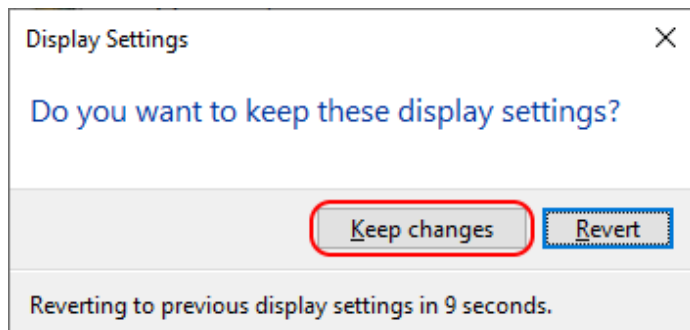 Display Settings
Do you want to keep these display settings?
Keep changes
Revert
Reverting to previous display settings in 9 seconds.